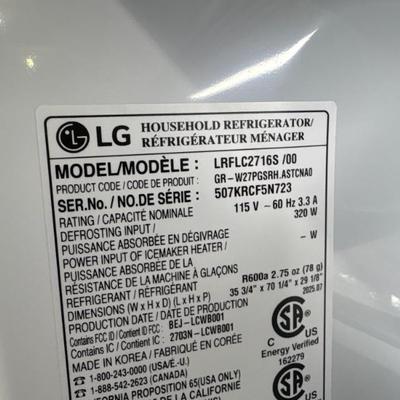 LG HOUSEHOLD REFRIGERATOR/
RÉFRIGÉRATEUR MÉNAGER
MODEL/MODÈLE : LRFLC2716S /00
PRODUCT CODE / CODE DE PRODUIT : GR-W27PGSRH.ASTCNA0
SER.No. / NO.DE SÉRIE : 507KRCF5N723
RATING / CAPACITÉ NOMINALE 115 V ~ 60 Hz 3.3 A
DEFROSTING INPUT / 320 W
PUISSANCE ABSORBÉE EN DÉGIVRAGE
POWER INPUT OF ICEMAKER HEATER / – W
PUISSANCE ABSORBÉE DE LA
RÉSISTANCE DE LA MACHINE À GLAÇONS
REFRIGERANT / RÉFRIGÉRANT R600a 2.75 oz (78 g)
DIMENSIONS (W x H x D) (L x H x P) 35 3/4" x 70 1/4" x 29 1/8"
PRODUCTION DATE / DATE DE PRODUCTION 2025.07
Contains FCC ID / Contient ID FCC : BEJ-LCWB001
Contains IC / Contient IC : 2703N-LCWB001
MADE IN KOREA / FABRIQUÉ EN CORÉE
1-800-243-0000 (USA/É.-U.)
1-888-542-2623 (CANADA)
CALIFORNIA PROPOSITION 65(USA ONLY)
DE LA CALIFORNIE
SA
C US
Energy Verified
162279
SA
C US